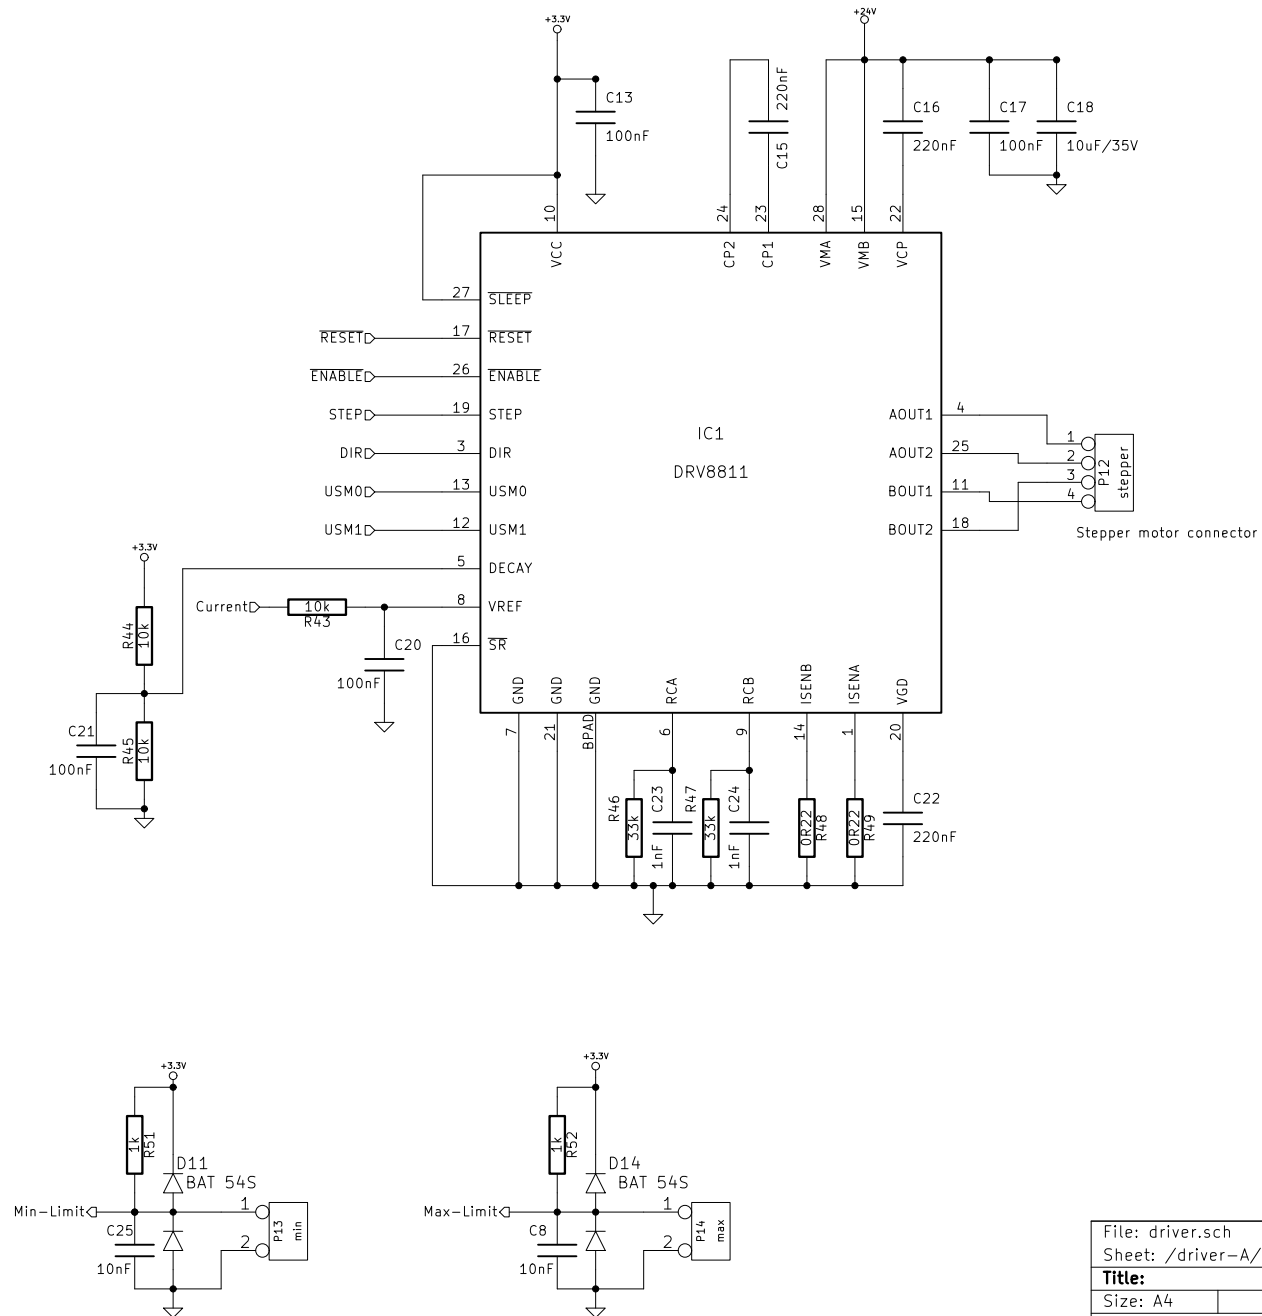 +3.3V
+24V
C13
100nF
220nF
C15
C16
220nF
C17
100nF
C18
10uF/35V
10
24
23
28
15
22
VCC
CP2
CP1
VMA
VMB
VCP
27
SLEEP
RESET
17
RESET
ENABLE
26
ENABLE
STEP
19
STEP
DIR
3
DIR
USM0
13
USM0
USM1
12
USM1
5
DECAY
Current
10k
R43
8
VREF
16
SR
IC1
DRV8811
AOUT1
4
AOUT2
25
BOUT1
11
BOUT2
18
1
2
3
4
P12
stepper
Stepper motor connector
+3.3V
R44
10k
C20
100nF
C21
100nF
R45
10k
GND
GND
GND
RCA
RCB
ISENB
ISENA
VGD
7
21
BPAD
6
9
14
1
20
R46
33k
C23
1nF
R47
33k
C24
1nF
0R22
R48
0R22
R49
C22
220nF
+3.3V
1k
R51
D11
BAT 54S
Min-Limit
C25
10nF
1
2
P13
min
+3.3V
1k
R52
D14
BAT 54S
Max-Limit
C8
10nF
1
2
P14
max
File: driver.sch
Sheet: /driver-A/
Title:
Size: A4